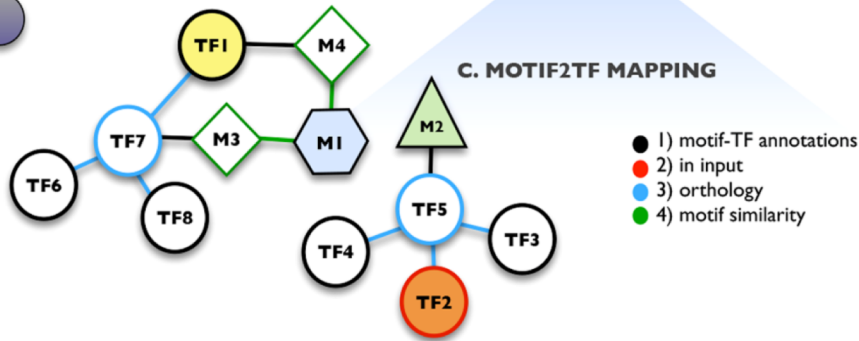 TF1
M4
C. MOTIF2TF MAPPING
M2
TF7
M3
M1
1) motif-TF annotations
2) in input
3) orthology
4) motif similarity
TF6
TF8
TF5
TF4
TF3
TF2